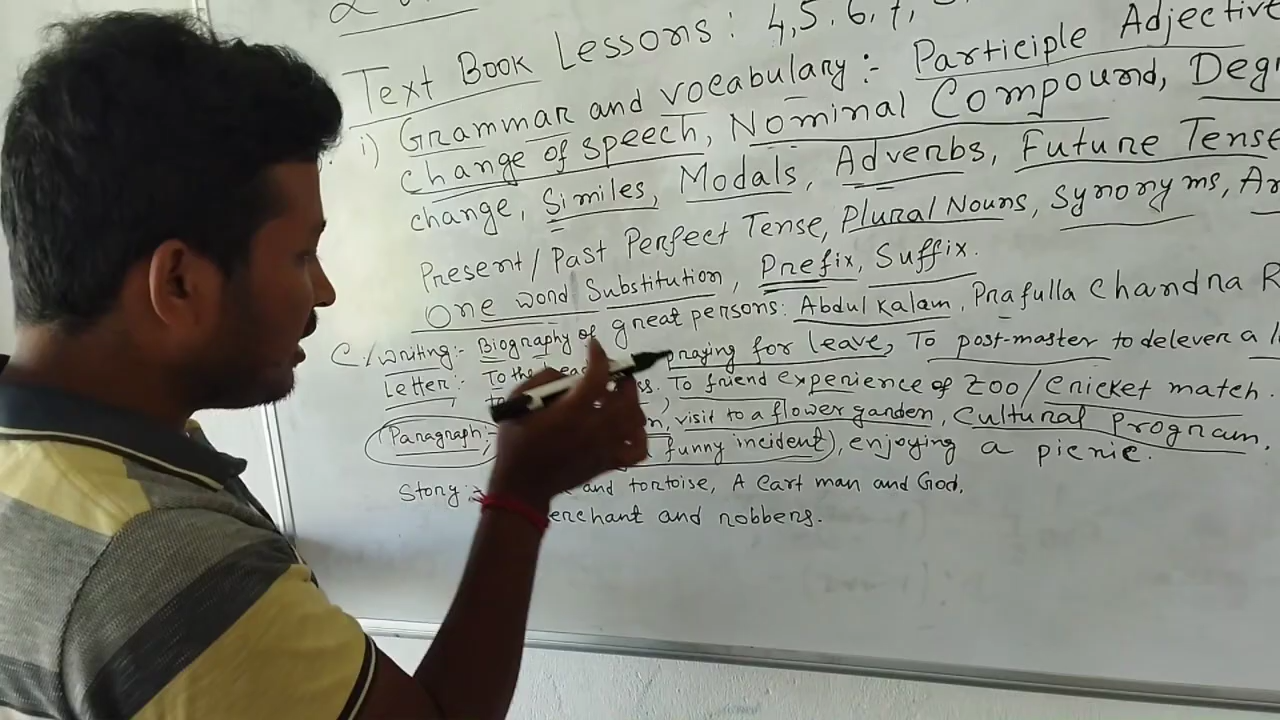 Text Book Lessons: 4,5,6,7,
i) Grammar and vocabulary:- Participle Adjective
change of speech, Nominal Compound,
change, Similes, Modals, Adverbs, Future Tense
Present/Past Perfect Tense, Plural Nouns, Synonyms,
One word Substitution, Prefix, Suffix.
C./ Writing:- Biography of great persons: Abdul Kalam, Prafulla Chandra R
Letter:- To the praying for leave, To post-master to delever a
To friend experience of Zoo/Cricket match.
Paragraph: visit to a flower garden, Cultural Program,
funny incident), enjoying a picnic.
Story and tortoise, A Cart man and God,
and robbers.